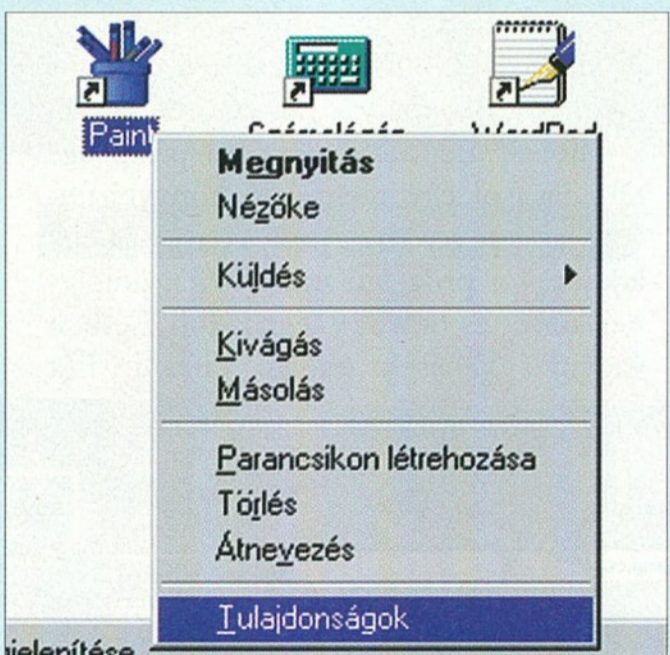 Paint
Megnyitás
Nézőke
Küldés
Kivágás
Másolás
Parancsikon létrehozása
Törlés
Átnevezés
Tulajdonságok